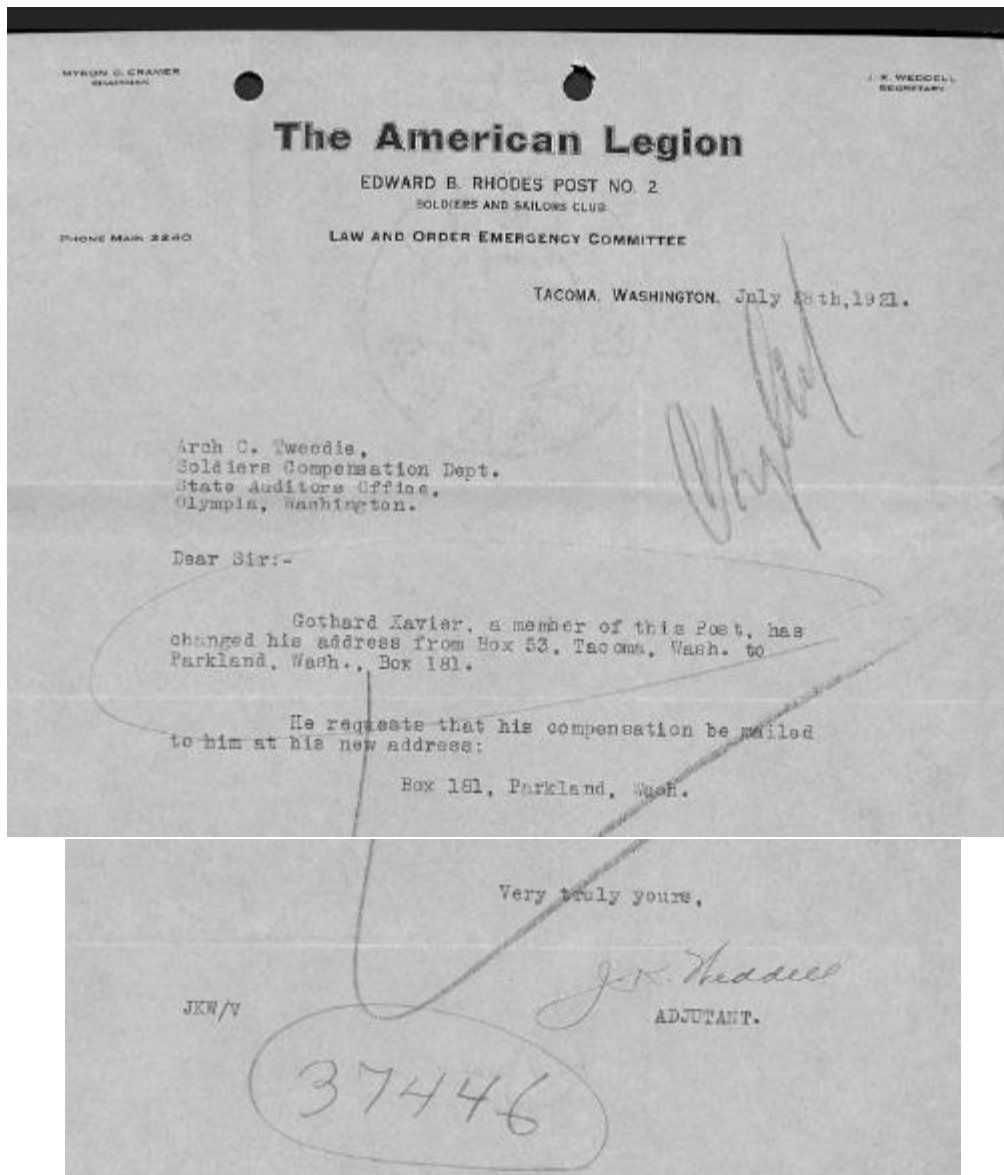 MYRON C. CRAMER
CHAIRMAN
J. K. WEDDELL
SECRETARY
The American Legion
EDWARD B. RHODES POST NO. 2
SOLDIERS AND SAILORS CLUB
PHONE MAIN 2240
LAW AND ORDER EMERGENCY COMMITTEE
TACOMA, WASHINGTON. July 28th,1921.
Arch C. Tweedie,
Soldiers Compensation Dept.
State Auditors Office,
Olympia, Washington.
Dear Sir:-
Gothard Xavier, a member of this Post, has
changed his address from Box 53, Tacoma, Wash. to
Parkland, Wash., Box 181.
He requests that his compensation be mailed
to him at his new address:
Box 181, Parkland, Wash.
Very truly yours,
J.K. Weddell
JKW/V
ADJUTANT.
37446